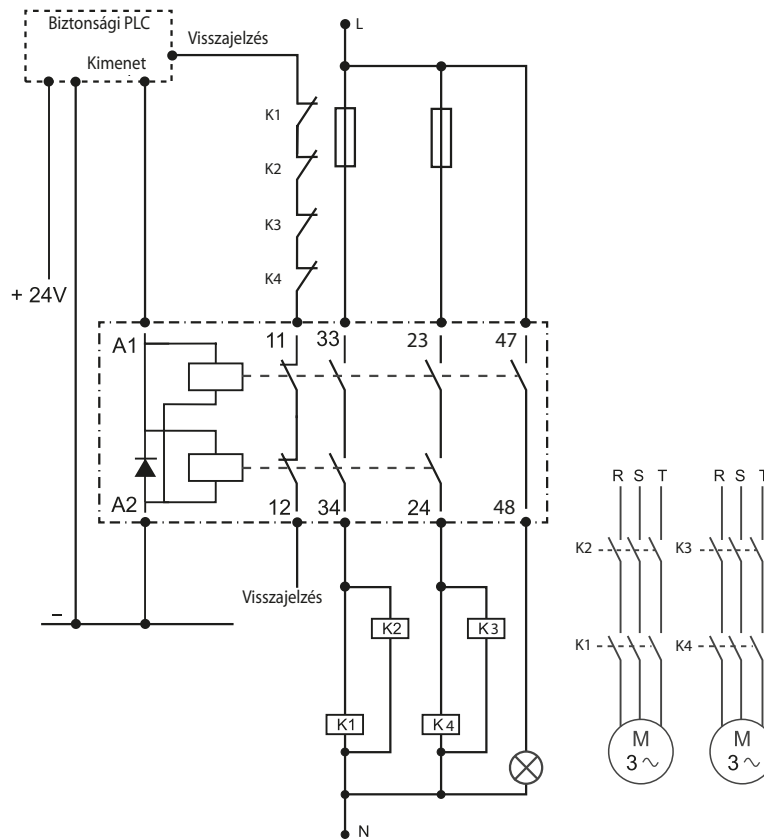 Biztonsági PLC
Kimenet
Visszajelzés
L
K1
K2
K3
K4
+ 24V
A1
11
33
23
47
A2
12
34
24
48
Visszajelzés
–
K2
K3
K1
K4
N
R S T
R S T
K2
K3
K1
K4
M
3 ~
M
3 ~